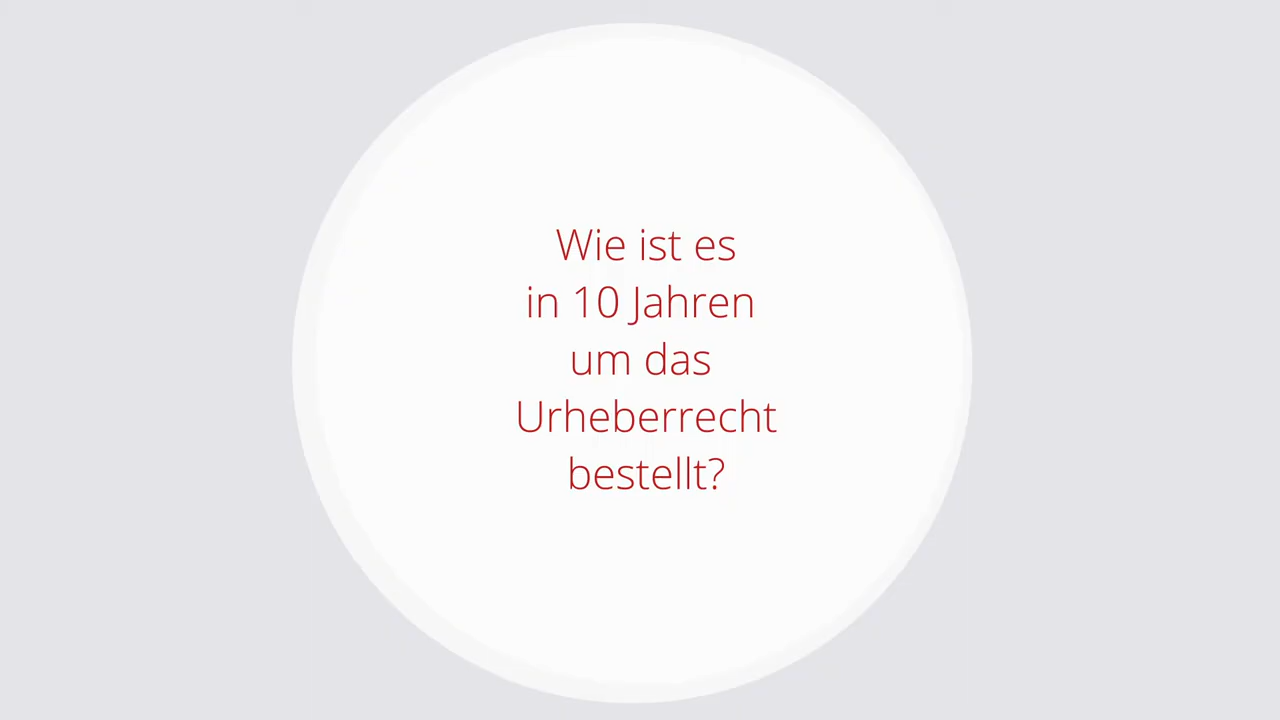 Wie ist es
in 10 Jahren
um das
Urheberrecht
bestellt?